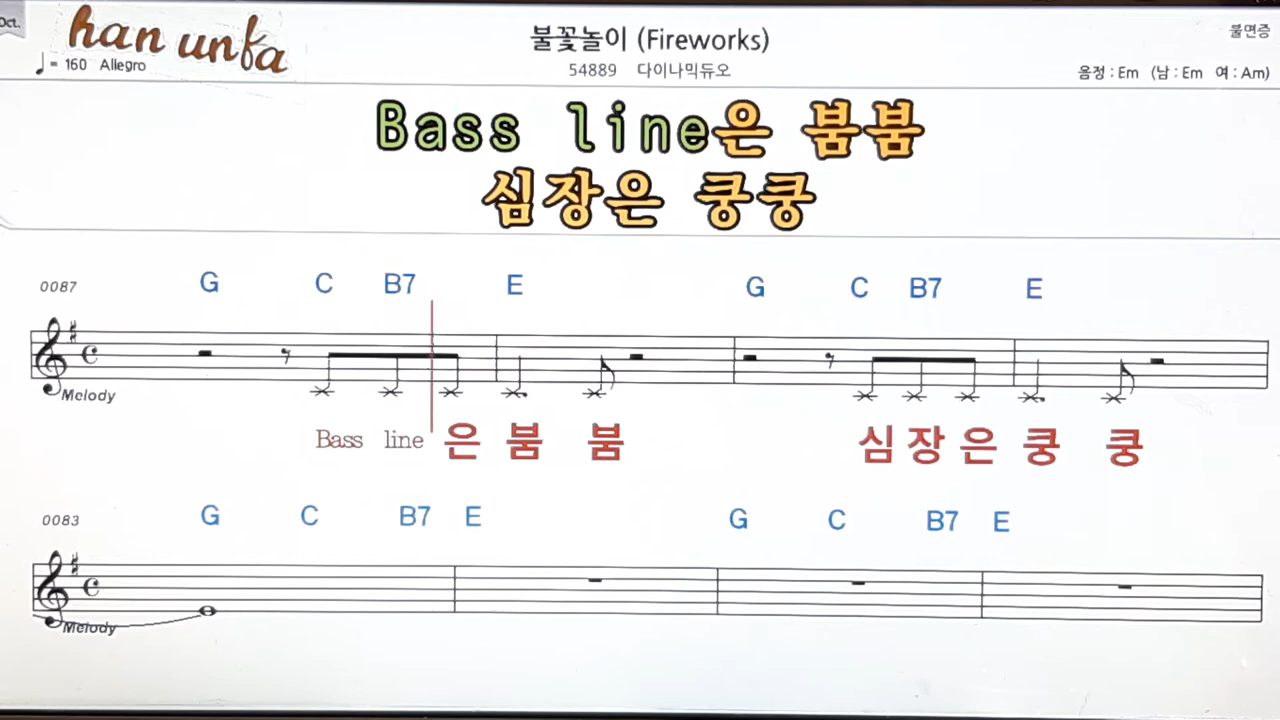 Oct.
han unfa
♩= 160 Allegro
불꽃놀이 (Fireworks)
54889 다이나믹듀오
불면증
음정 : Em (남 : Em 여 : Am)
Bass line은 붐붐
심장은 쿵쿵
0087
G C B7 E G C B7 E
Melody
Bass line 은 붐 붐 심 장 은 쿵 쿵
0083
G C B7 E G C B7 E
Melody